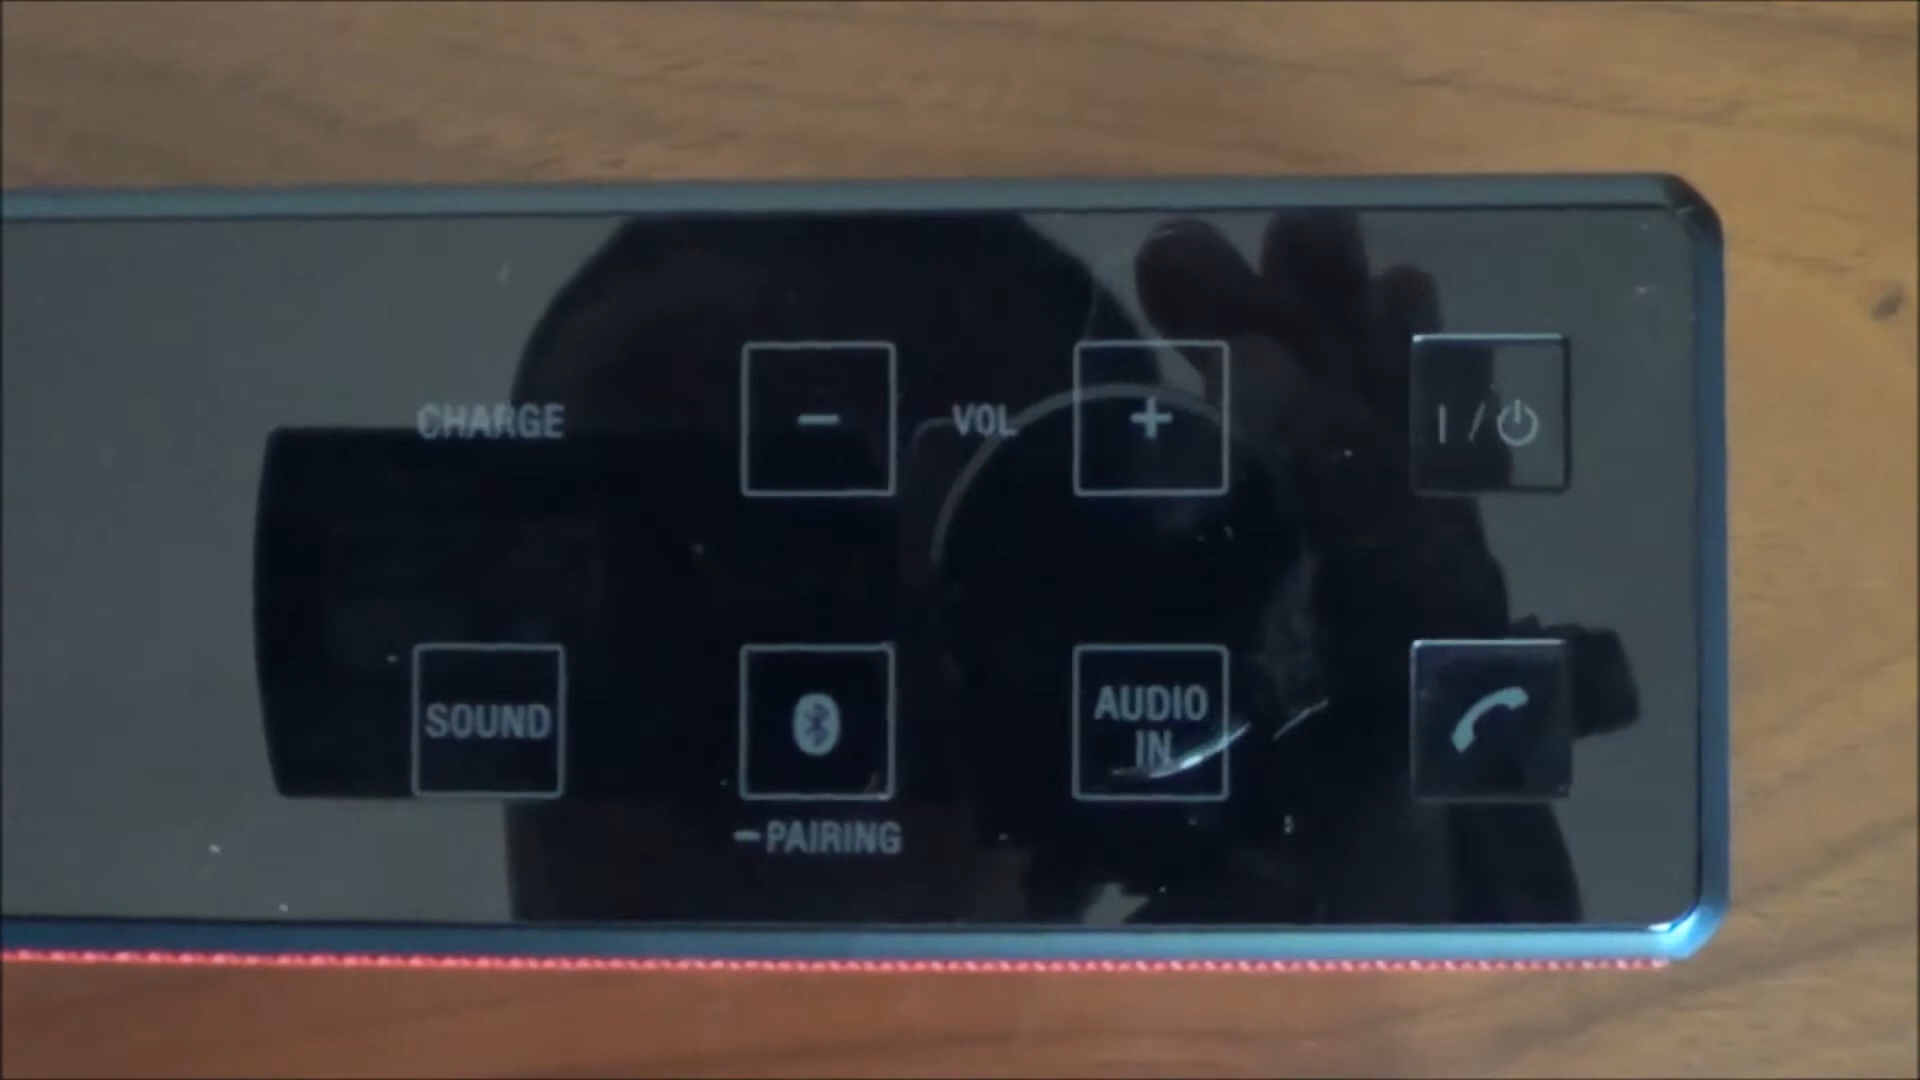 CHARGE
−
VOL
+
I/⏻
SOUND
AUDIO
IN
−PAIRING